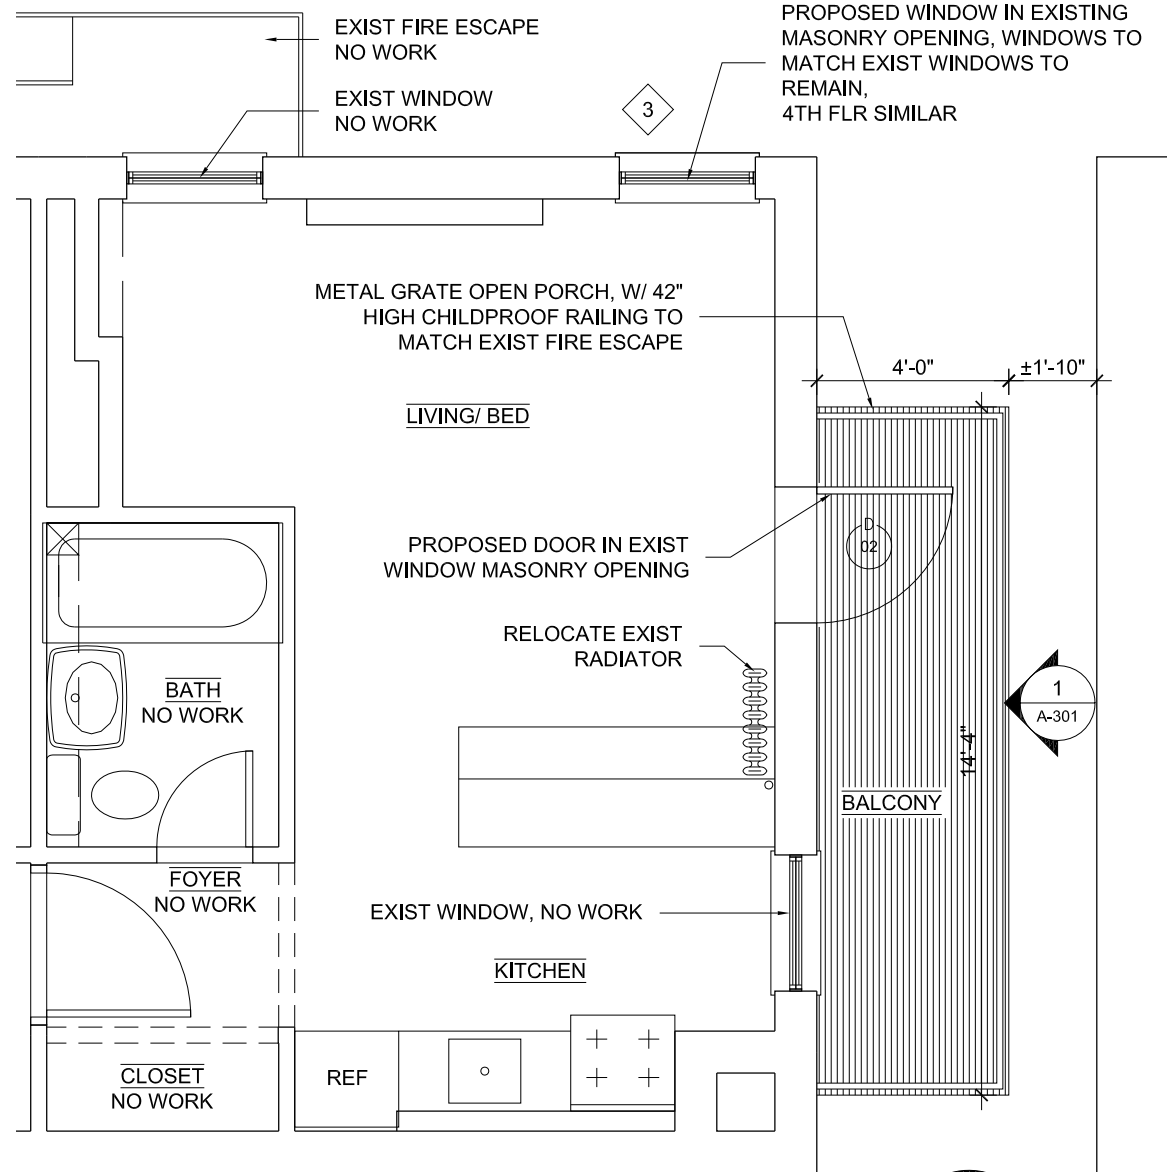 EXIST FIRE ESCAPE
NO WORK
EXIST WINDOW
NO WORK
3
PROPOSED WINDOW IN EXISTING
MASONRY OPENING, WINDOWS TO
MATCH EXIST WINDOWS TO
REMAIN,
4TH FLR SIMILAR
METAL GRATE OPEN PORCH, W/ 42"
HIGH CHILDPROOF RAILING TO
MATCH EXIST FIRE ESCAPE
4'-0"
±1'-10"
LIVING/ BED
PROPOSED DOOR IN EXIST
WINDOW MASONRY OPENING
D
02
RELOCATE EXIST
RADIATOR
BATH
NO WORK
1
A-301
14'-4"
BALCONY
FOYER
NO WORK
EXIST WINDOW, NO WORK
KITCHEN
CLOSET
NO WORK
REF